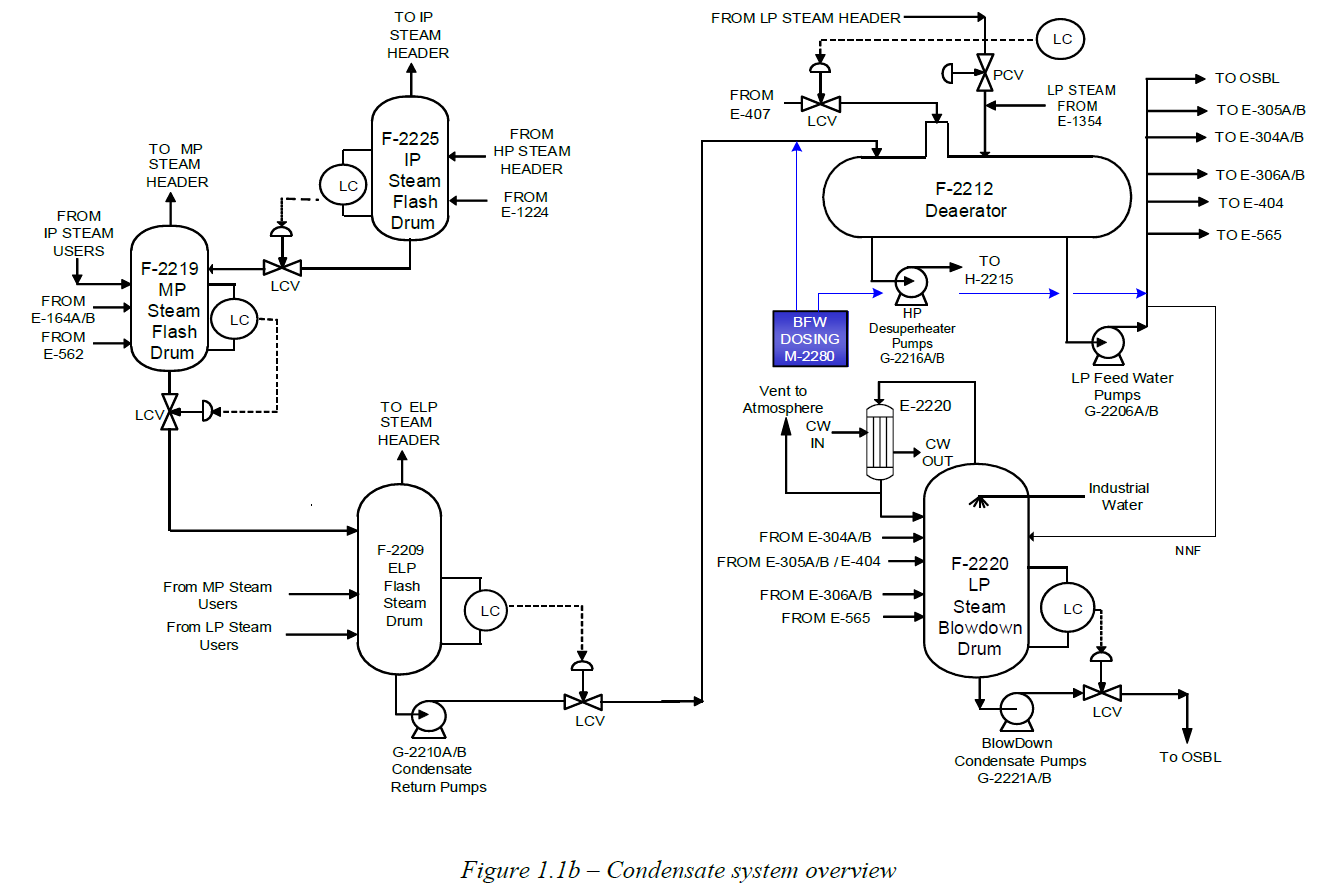 TO IP
STEAM
HEADER
F-2225
IP
Steam
Flash
Drum
LC
FROM
HP STEAM
HEADER
FROM
E-1224
LCV
TO MP
STEAM
HEADER
FROM
IP STEAM
USERS
FROM
E-164A/B
FROM
E-562
F-2219
MP
Steam
Flash
Drum
LC
LCV
TO ELP
STEAM
HEADER
F-2209
ELP
Flash
Steam
Drum
LC
From MP Steam
Users
From LP Steam
Users
G-2210A/B
Condensate
Return Pumps
LCV
FROM LP STEAM HEADER
LC
PCV
FROM
E-407
LCV
LP STEAM
FROM
E-1354
F-2212
Deaerator
TO OSBL
TO E-305A/B
TO E-304A/B
TO E-306A/B
TO E-404
TO E-565
TO
H-2215
HP
Desuperheater
Pumps
G-2216A/B
BFW
DOSING
M-2280
LP Feed Water
Pumps
G-2206A/B
Vent to
Atmosphere
CW
IN
E-2220
CW
OUT
Industrial
Water
NNF
FROM E-304A/B
FROM E-305A/B / E-404
FROM E-306A/B
FROM E-565
F-2220
LP
Steam
Blowdown
Drum
LC
LCV
BlowDown
Condensate Pumps
G-2221A/B
To OSBL
Figure 1.1b – Condensate system overview